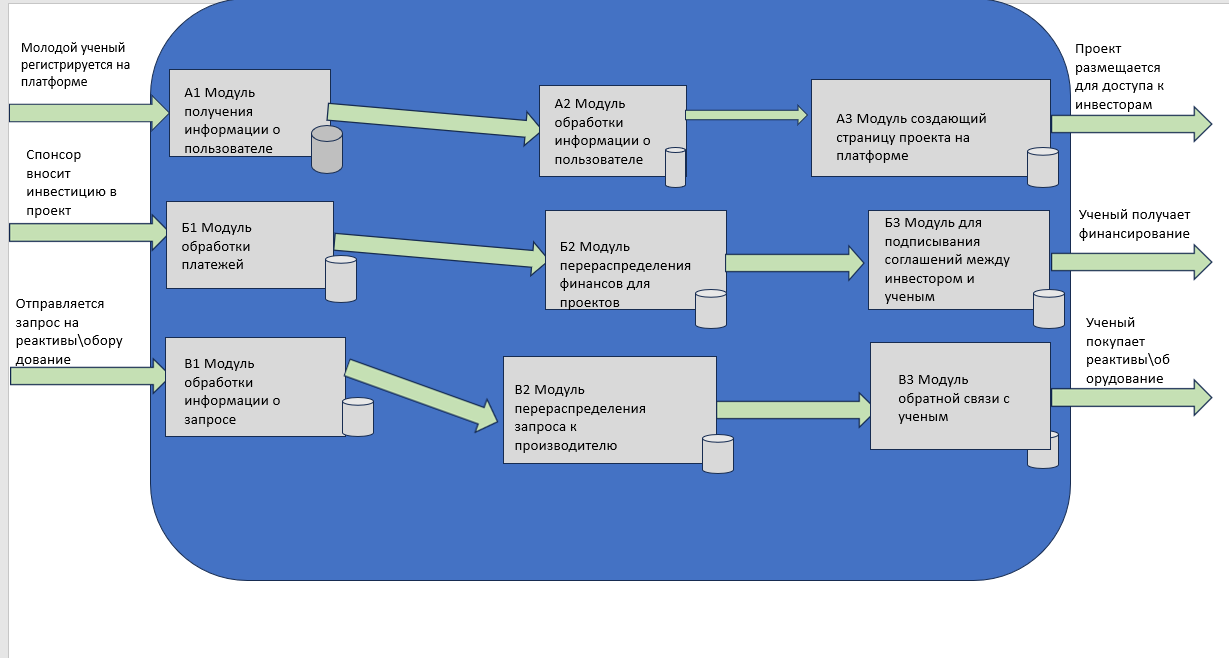 Молодой ученый
регистрируется на
платформе
А1 Модуль
получения
информации о
пользователе
А2 Модуль
обработки
информации о
пользователе
А3 Модуль создающий
страницу проекта на
платформе
Проект
размещается
для доступа к
инвесторам
Спонсор
вносит
инвестицию в
проект
Б1 Модуль
обработки
платежей
Б2 Модуль
перераспределения
финансов для
проектов
Б3 Модуль для
подписывания
соглашений между
инвестором и
ученым
Ученый получает
финансирование
Отправляется
запрос на
реактивы\обору
дование
В1 Модуль
обработки
информации о
запросе
В2 Модуль
перераспределения
запроса к
производителю
В3 Модуль
обратной связи с
ученым
Ученый
покупает
реактивы\об
орудование